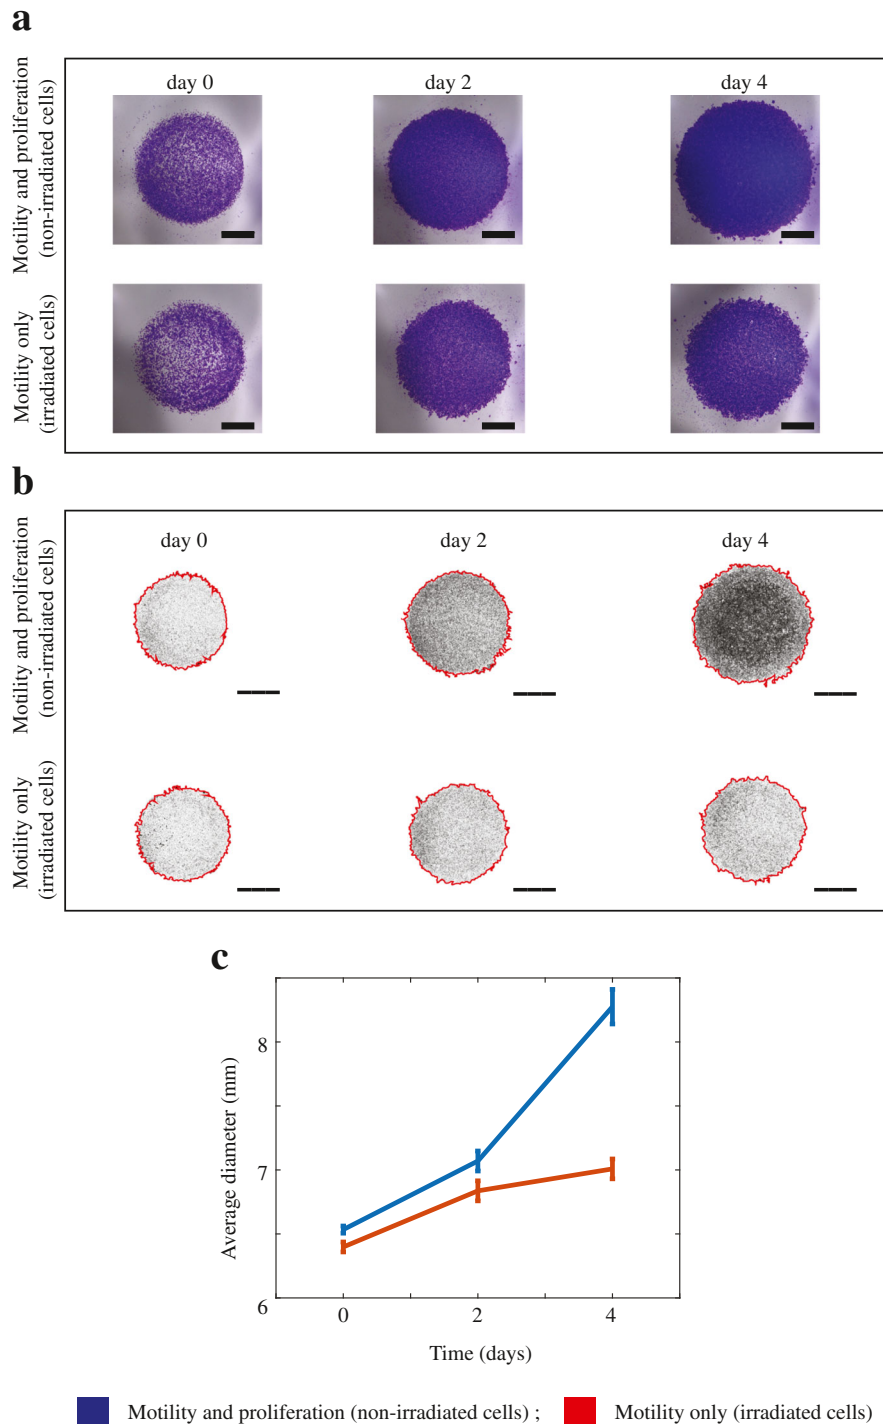 a
day 0
day 2
day 4
Motility and proliferation
(non-irradiated cells)
Motility only
(irradiated cells)
b
day 0
day 2
day 4
Motility and proliferation
(non-irradiated cells)
Motility only
(irradiated cells)
c
8
7
6
Average diameter (mm)
0
2
4
Time (days)
Motility and proliferation (non-irradiated cells) ;
Motility only (irradiated cells)